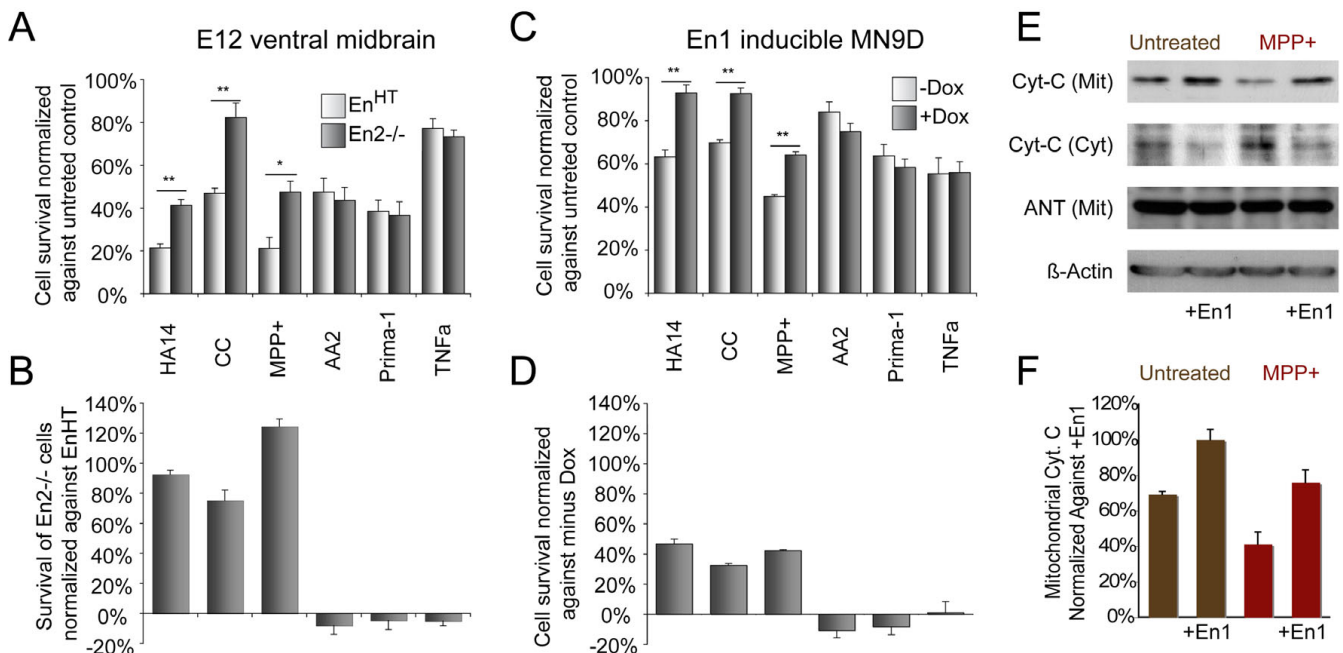 A
E12 ventral midbrain
Cell survival normalized
against untreted control
100%
80%
60%
40%
20%
0%
**
**
*
En^HT
En2-/-
HA14
CC
MPP+
AA2
Prima-1
TNFa
B
Survival of En2-/- cells
normalized against EnHT
140%
120%
100%
80%
60%
40%
20%
0%
-20%
C
En1 inducible MN9D
Cell survival normalized
against untreted control
100%
80%
60%
40%
20%
0%
**
**
**
-Dox
+Dox
HA14
CC
MPP+
AA2
Prima-1
TNFa
D
Cell survival normalized
against minus Dox
140%
120%
100%
80%
60%
40%
20%
0%
-20%
E
Untreated MPP+
Cyt-C (Mit)
Cyt-C (Cyt)
ANT (Mit)
ß-Actin
+En1 +En1
F
Untreated MPP+
Mitochondrial Cyt. C
Normalized Against +En1
120%
100%
80%
60%
40%
20%
0%
+En1 +En1